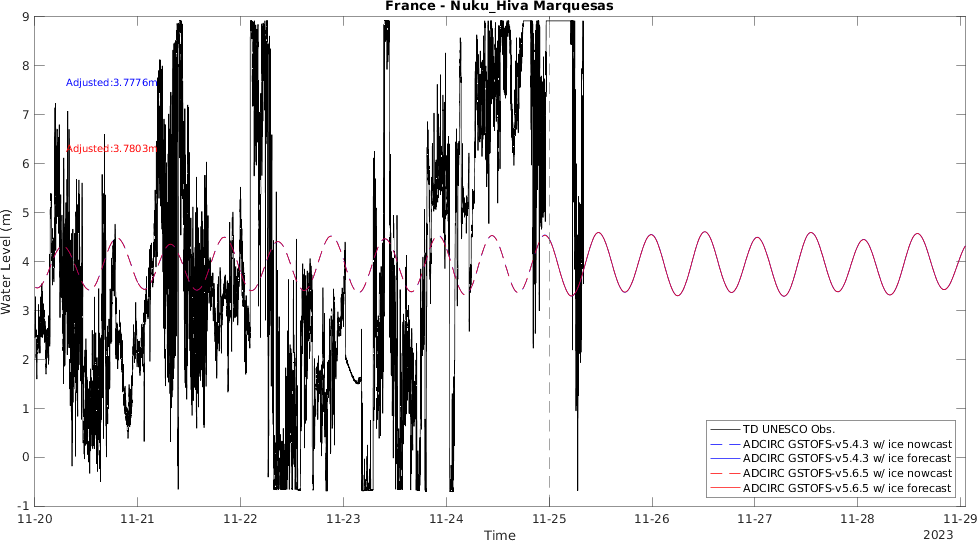 France - Nuku_Hiva Marquesas
9
8
7
6
5
4
3
2
1
0
-1
Water Level (m)
Adjusted:3.7776m
Adjusted:3.7803m
TD UNESCO Obs.
ADCIRC GSTOFS-v5.4.3 w/ ice nowcast
ADCIRC GSTOFS-v5.4.3 w/ ice forecast
ADCIRC GSTOFS-v5.6.5 w/ ice nowcast
ADCIRC GSTOFS-v5.6.5 w/ ice forecast
11-20 11-21 11-22 11-23 11-24 11-25 11-26 11-27 11-28 11-29
Time
2023